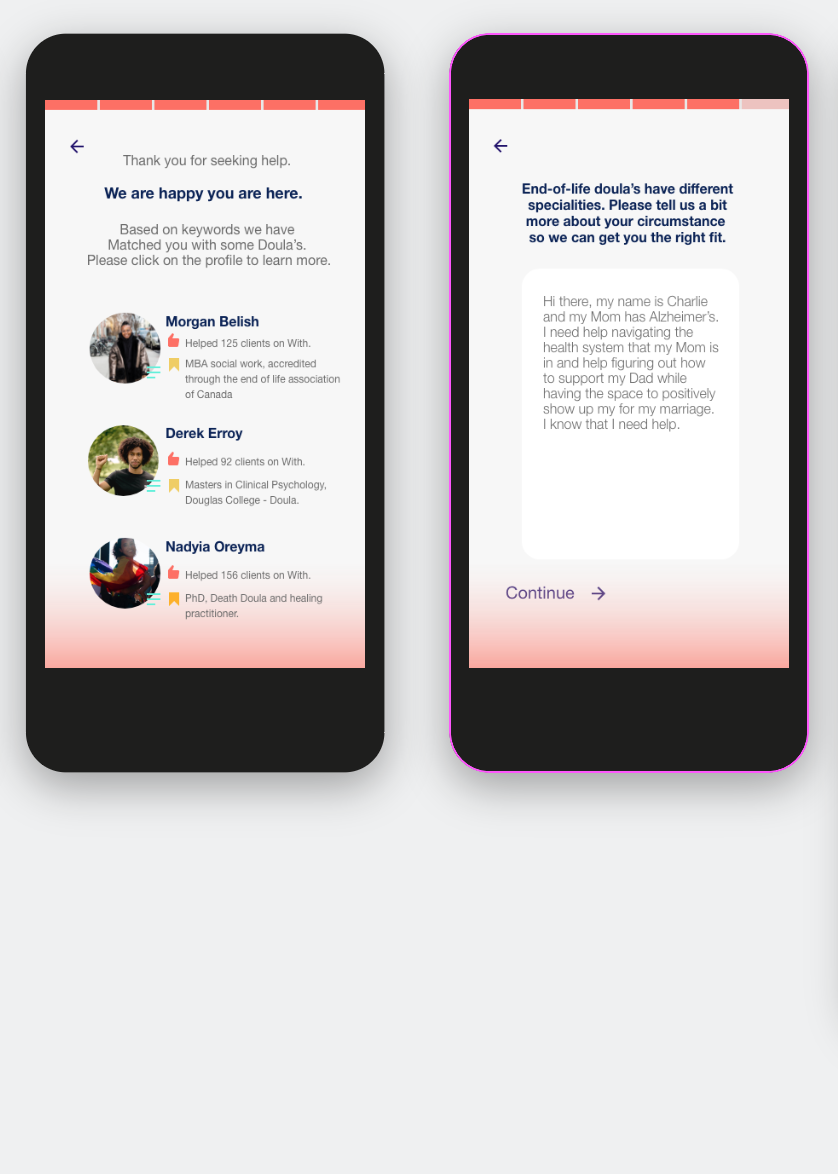 Thank you for seeking help.
We are happy you are here.
Based on keywords we have
Matched you with some Doula's.
Please click on the profile to learn more.
Morgan Belish
Helped 125 clients on With.
MBA social work, accredited
through the end of life association
of Canada
Derek Erroy
Helped 92 clients on With.
Masters in Clinical Psychology,
Douglas College - Doula.
Nadyia Oreyma
Helped 156 clients on With.
PhD, Death Doula and healing
practitioner.
End-of-life doula's have different
specialities. Please tell us a bit
more about your circumstance
so we can get you the right fit.
Hi there, my name is Charlie
and my Mom has Alzheimer's.
I need help navigating the
health system that my Mom is
in and help figuring out how
to support my Dad while
having the space to positively
show up my for my marriage.
I know that I need help.
Continue